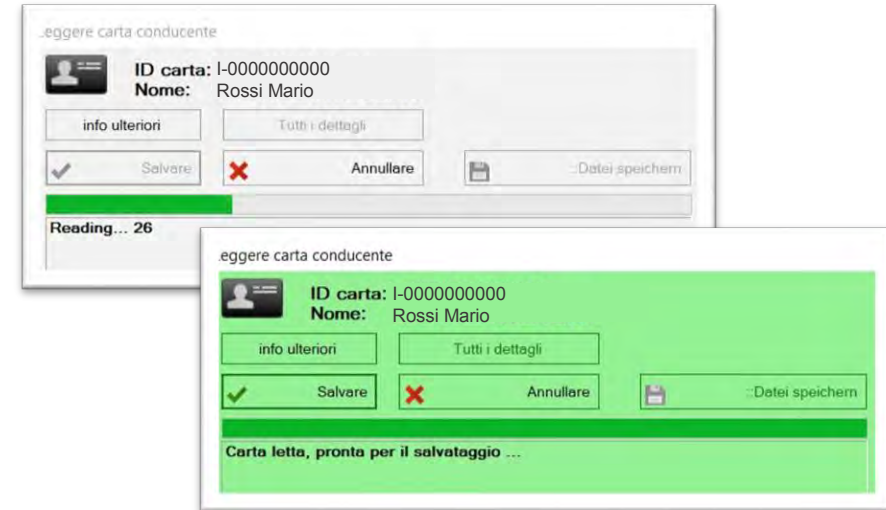 .eggere carta conducente
ID carta: I-0000000000
Nome: Rossi Mario
info ulteriori Tutti i dettagli
Salvare Annullare ::Datei speichern
Reading... 26
.eggere carta conducente
ID carta: I-0000000000
Nome: Rossi Mario
info ulteriori Tutti i dettagli
Salvare Annullare ::Datei speichern
Carta letta, pronta per il salvataggio ...